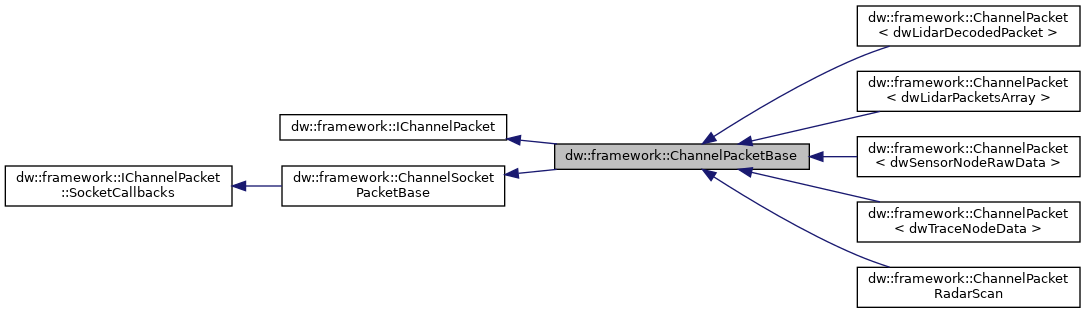 dw::framework::IChannelPacket
::SocketCallbacks
dw::framework::IChannelPacket
dw::framework::ChannelSocket
PacketBase
dw::framework::ChannelPacketBase
dw::framework::ChannelPacket
< dwLidarDecodedPacket >
dw::framework::ChannelPacket
< dwLidarPacketsArray >
dw::framework::ChannelPacket
< dwSensorNodeRawData >
dw::framework::ChannelPacket
< dwTraceNodeData >
dw::framework::ChannelPacket
RadarScan